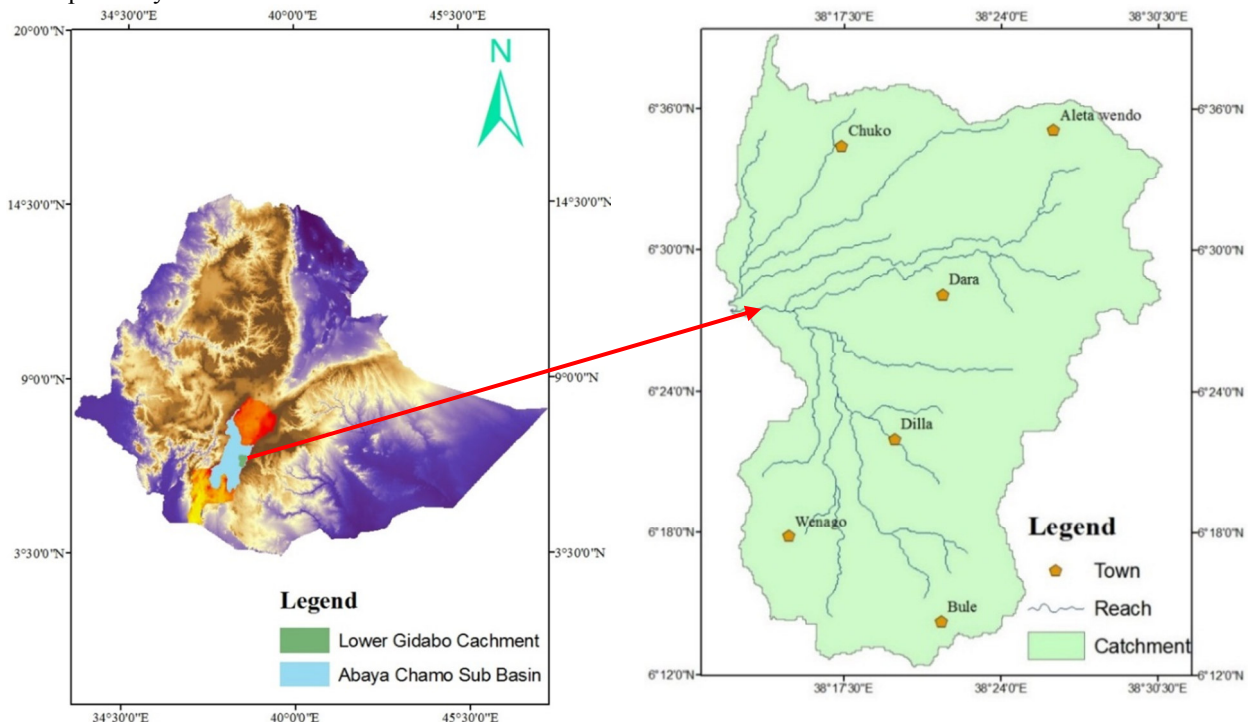 34°30'0"E 40°0'0"E 45°30'0"E
20°0'0"N
N
14°30'0"N 14°30'0"N
9°0'0"N 9°0'0"N
3°30'0"N 3°30'0"N
Legend
Lower Gidabo Cachment
Abaya Chamo Sub Basin
34°30'0"E 40°0'0"E 45°30'0"E
38°17'30"E 38°24'0"E 38°30'30"E
6°36'0"N 6°36'0"N
Aleta wendo
Chuko
6°30'0"N 6°30'0"N
Dara
6°24'0"N 6°24'0"N
Dilla
6°18'0"N 6°18'0"N
Wenago
Legend
Town
Reach
Catchment
Bule
6°12'0"N 6°12'0"N
38°17'30"E 38°24'0"E 38°30'30"E